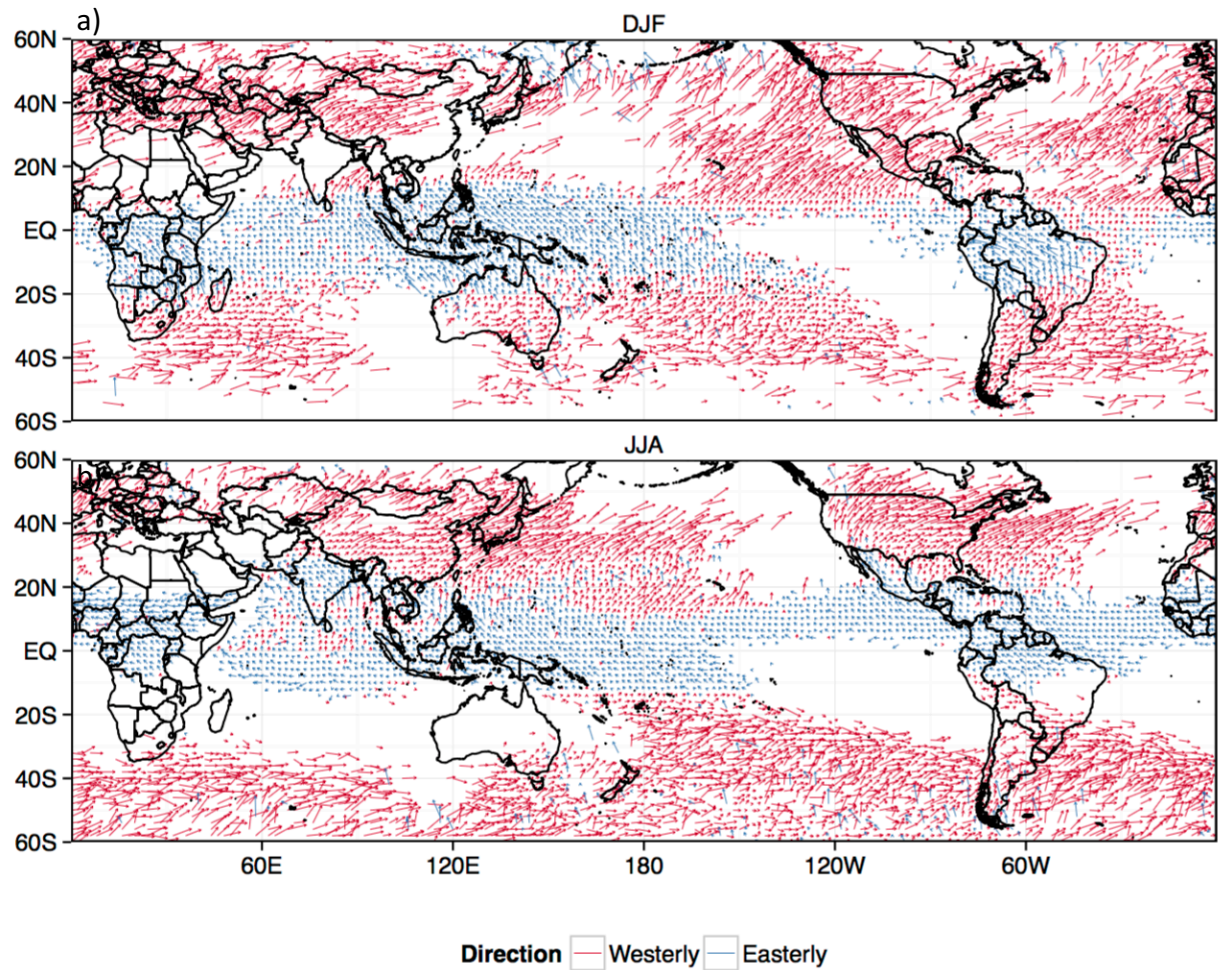 a)
DJF
60N
40N
20N
EQ
20S
40S
60S
JJA
b)
60N
40N
20N
EQ
20S
40S
60S
60E 120E 180 120W 60W
Direction Westerly Easterly